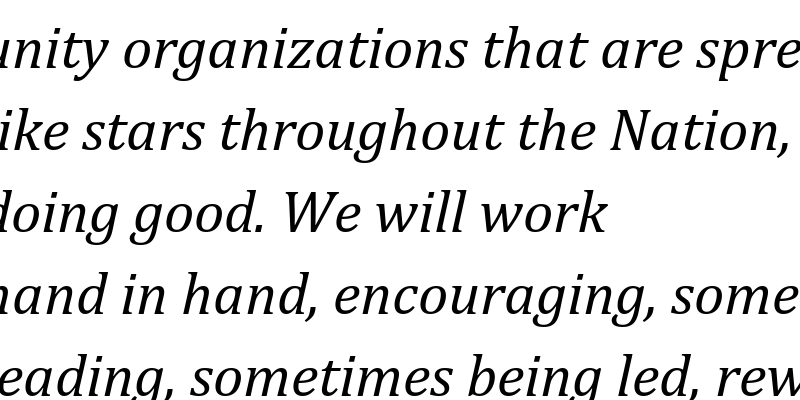 unity organizations that are spre
ike stars throughout the Nation,
doing good. We will work
hand in hand, encouraging, some
eading, sometimes being led, rew